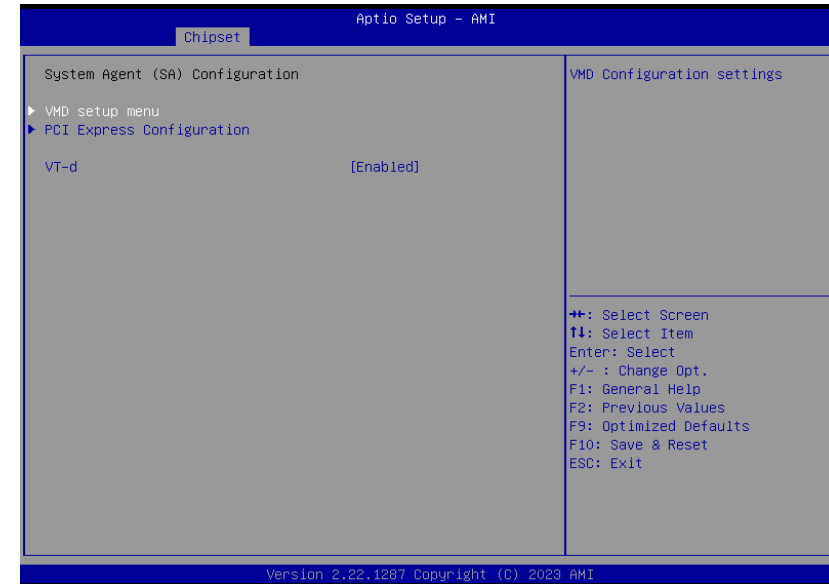 Aptio Setup - AMI
Chipset
System Agent (SA) Configuration
▶ VMD setup menu
▶ PCI Express Configuration
VT-d [Enabled]
VMD Configuration settings
→←: Select Screen
↑↓: Select Item
Enter: Select
+/- : Change Opt.
F1: General Help
F2: Previous Values
F9: Optimized Defaults
F10: Save & Reset
ESC: Exit
Version 2.22.1287 Copyright (C) 2023 AMI